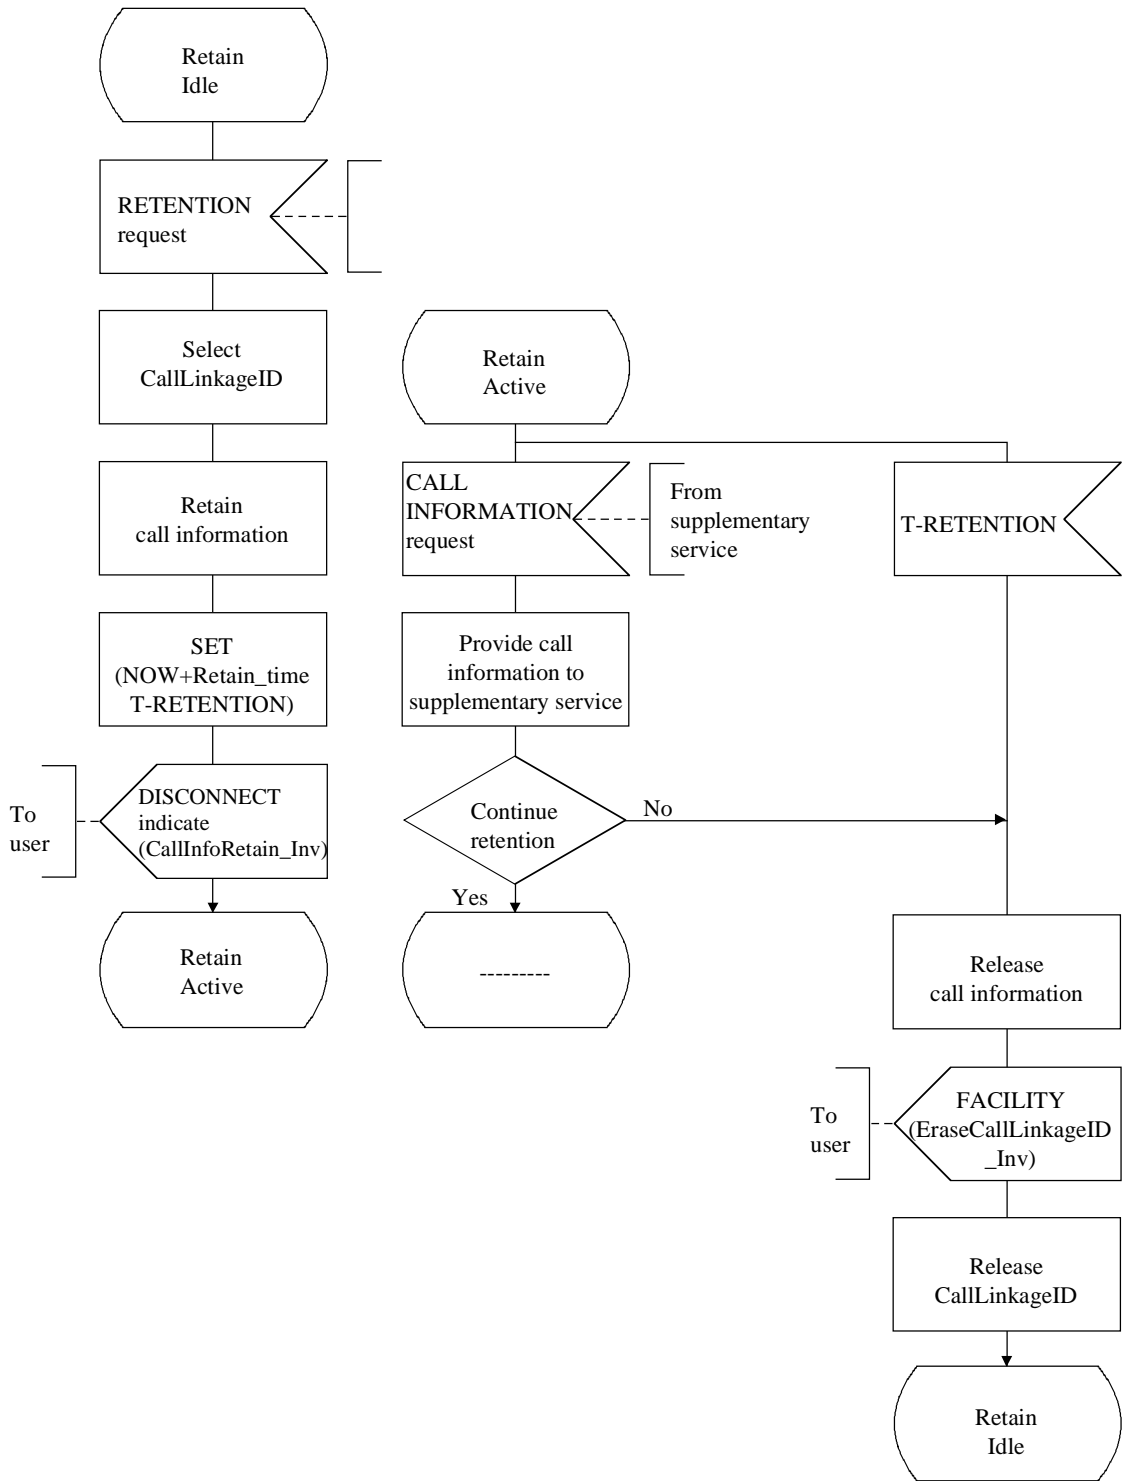 Retain
Idle
RETENTION
request
Select
CallLinkageID
Retain
call information
SET
(NOW+Retain_time
T-RETENTION)
To
user
DISCONNECT
indicate
(CallInfoRetain_Inv)
Retain
Active
Retain
Active
CALL
INFORMATION
request
From
supplementary
service
Provide call
information to
supplementary service
Continue
retention
No
Yes
---------
T-RETENTION
Release
call information
To
user
FACILITY
(EraseCallLinkageID
_Inv)
Release
CallLinkageID
Retain
Idle